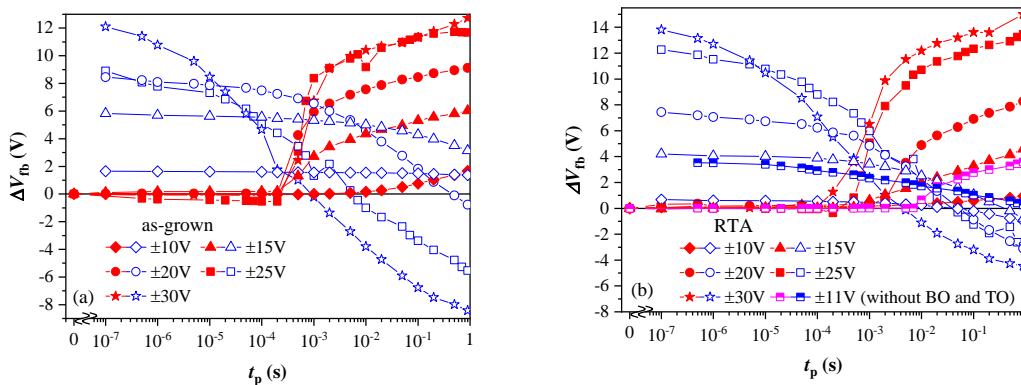 12
10
8
6
4
2
0
-2
-4
-6
-8
ΔVfb (V)
as-grown
±10V ±15V
±20V ±25V
±30V
(a)
0 10⁻⁷ 10⁻⁶ 10⁻⁵ 10⁻⁴ 10⁻³ 10⁻² 10⁻¹ 1
tp (s)
14
12
10
8
6
4
2
0
-2
-4
-6
-8
ΔVfb (V)
RTA
±10V ±15V
±20V ±25V
±30V ±11V (without BO and TO)
(b)
0 10⁻⁷ 10⁻⁶ 10⁻⁵ 10⁻⁴ 10⁻³ 10⁻² 10⁻¹ 1
tp (s)